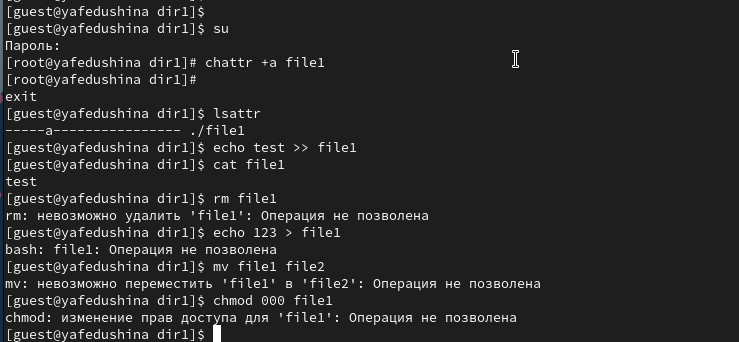 [guest@yafedushina dir1]$
[guest@yafedushina dir1]$ su
Пароль:
[root@yafedushina dir1]# chattr +a file1
[root@yafedushina dir1]#
exit
[guest@yafedushina dir1]$ lsattr
-----a---------------- ./file1
[guest@yafedushina dir1]$ echo test >> file1
[guest@yafedushina dir1]$ cat file1
test
[guest@yafedushina dir1]$ rm file1
rm: невозможно удалить 'file1': Операция не позволена
[guest@yafedushina dir1]$ echo 123 > file1
bash: file1: Операция не позволена
[guest@yafedushina dir1]$ mv file1 file2
mv: невозможно переместить 'file1' в 'file2': Операция не позволена
[guest@yafedushina dir1]$ chmod 000 file1
chmod: изменение прав доступа для 'file1': Операция не позволена
[guest@yafedushina dir1]$